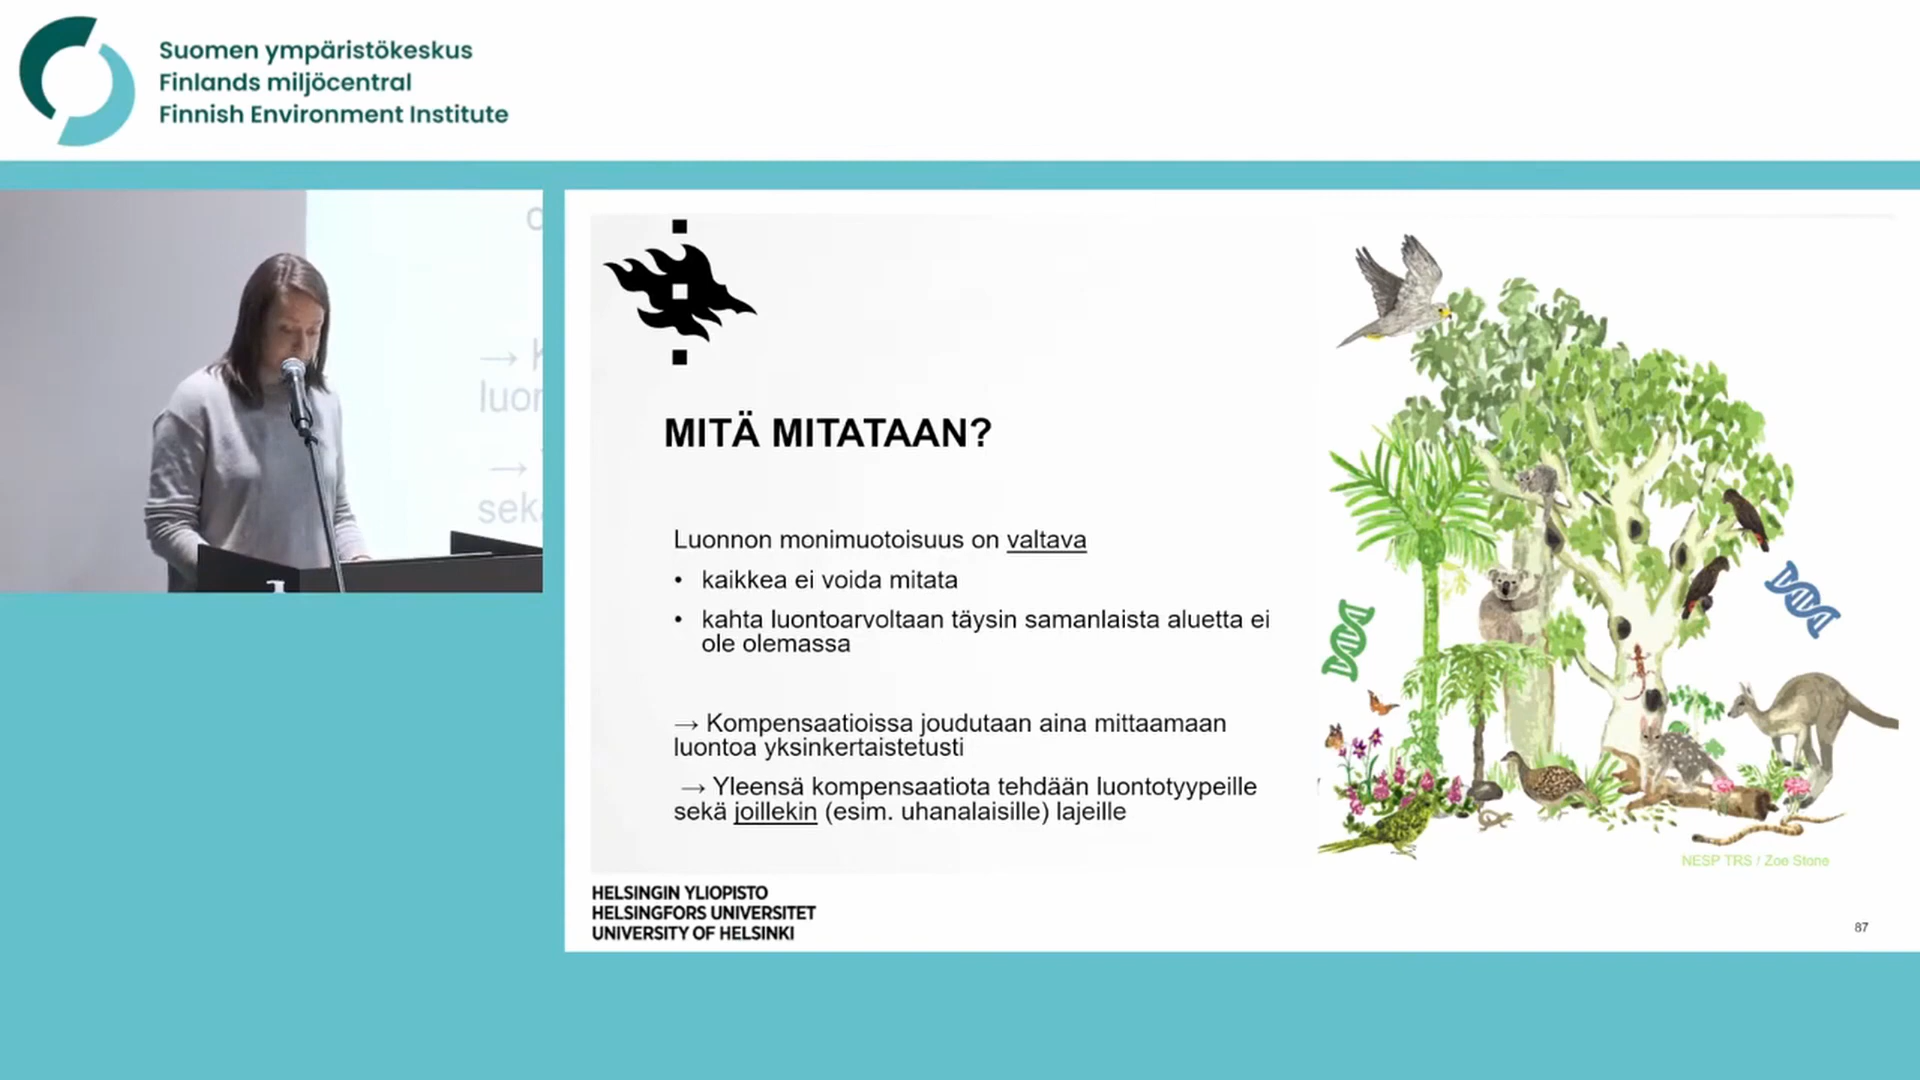 Suomen ympäristökeskus
Finlands miljöcentral
Finnish Environment Institute
luon
sek
MITÄ MITATAAN?
Luonnon monimuotoisuus on valtava
• kaikkea ei voida mitata
• kahta luontoarvoltaan täysin samanlaista aluetta ei
ole olemassa
→ Kompensaatioissa joudutaan aina mittaamaan
luontoa yksinkertaistetusti
→ Yleensä kompensaatiota tehdään luontotyypeille
sekä joillekin (esim. uhanalaisille) lajeille
NESP TRS / Zoe Stone
HELSINGIN YLIOPISTO
HELSINGFORS UNIVERSITET
UNIVERSITY OF HELSINKI
87